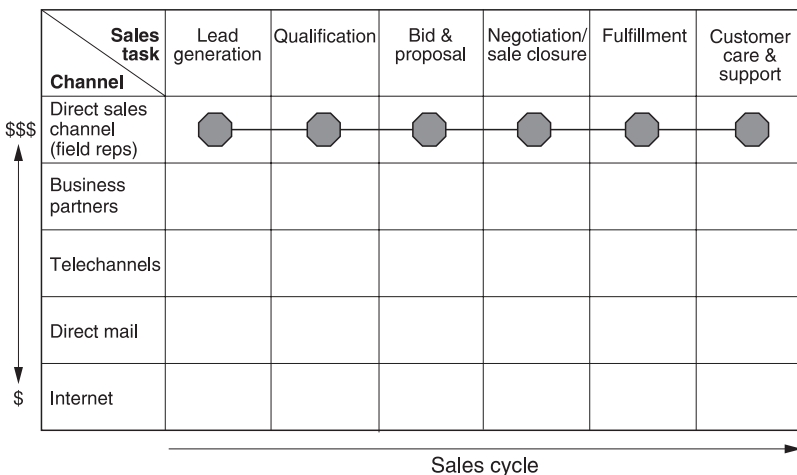 Sales
task
Channel
Lead
generation
Qualification
Bid &
proposal
Negotiation/
sale closure
Fulfillment
Customer
care &
support
$$$
Direct sales
channel
(field reps)
Business
partners
Telechannels
Direct mail
$
Internet
Sales cycle